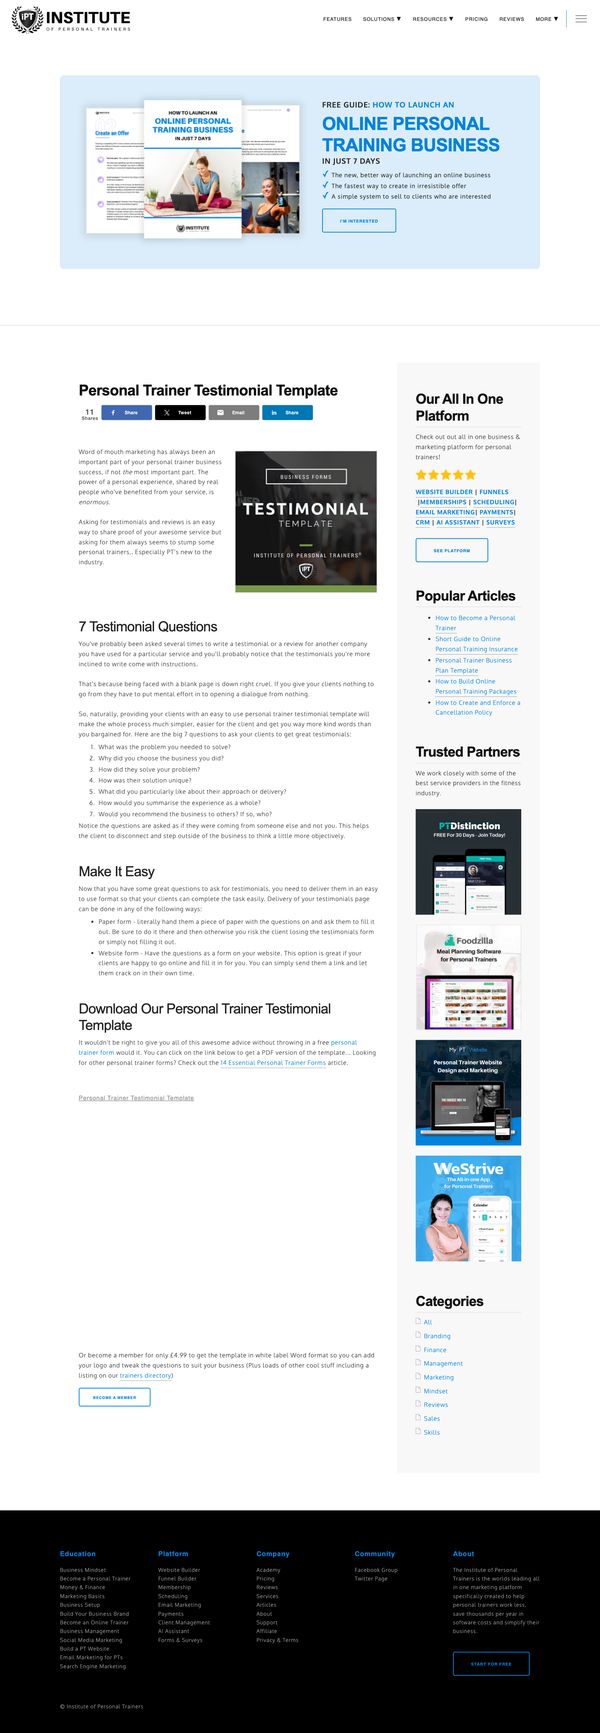 INSTITUTE
OF PERSONAL TRAINERS
FEATURES
SOLUTIONS ▼
RESOURCES ▼
PRICING
REVIEWS
MORE ▼
HOW TO LAUNCH AN
ONLINE PERSONAL
TRAINING BUSINESS
IN JUST 7 DAYS
Create an Offer
INSTITUTE
FREE GUIDE: HOW TO LAUNCH AN
ONLINE PERSONAL
TRAINING BUSINESS
IN JUST 7 DAYS
✓ The new, better way of launching an online business
✓ The fastest way to create in irresistible offer
✓ A simple system to sell to clients who are interested
I'M INTERESTED
Personal Trainer Testimonial Template
11
Shares
Share
Tweet
Email
Share
Word of mouth marketing has always been an
important part of your personal trainer business
success, if not the most important part. The
power of a personal experience, shared by real
people who've benefited from your service, is
enormous.
Asking for testimonials and reviews is an easy
way to share proof of your awesome service but
asking for them always seems to stump some
personal trainers,. Especially PT's new to the
industry.
BUSINESS FORMS
TESTIMONIAL
TEMPLATE
INSTITUTE OF PERSONAL TRAINERS®
IPT
7 Testimonial Questions
You've probably been asked several times to write a testimonial or a review for another company
you have used for a particular service and you'll probably notice that the testimonials you're more
inclined to write come with instructions.
That's because being faced with a blank page is down right cruel. If you give your clients nothing to
go from they have to put mental effort in to opening a dialogue from nothing.
So, naturally, providing your clients with an easy to use personal trainer testimonial template will
make the whole process much simpler, easier for the client and get you way more kind words than
you bargained for. Here are the big 7 questions to ask your clients to get great testimonials:
1. What was the problem you needed to solve?
2. Why did you choose the business you did?
3. How did they solve your problem?
4. How was their solution unique?
5. What did you particularly like about their approach or delivery?
6. How would you summarise the experience as a whole?
7. Would you recommend the business to others? If so, who?
Notice the questions are asked as if they were coming from someone else and not you. This helps
the client to disconnect and step outside of the business to think a little more objectively.
Make It Easy
Now that you have some great questions to ask for testimonials, you need to deliver them in an easy
to use format so that your clients can complete the task easily. Delivery of your testimonials page
can be done in any of the following ways:
• Paper form - literally hand them a piece of paper with the questions on and ask them to fill it
out. Be sure to do it there and then otherwise you risk the client losing the testimonials form
or simply not filling it out.
• Website form - Have the questions as a form on your website. This option is great if your
clients are happy to go online and fill it in for you. You can simply send them a link and let
them crack on in their own time.
Download Our Personal Trainer Testimonial
Template
It wouldn't be right to give you all of this awesome advice without throwing in a free personal
trainer form would it. You can click on the link below to get a PDF version of the template... Looking
for other personal trainer forms? Check out the 14 Essential Personal Trainer Forms article.
Personal Trainer Testimonial Template
Or become a member for only £4.99 to get the template in white label Word format so you can add
your logo and tweak the questions to suit your business (Plus loads of other cool stuff including a
listing on our trainers directory)
BECOME A MEMBER
Our All In One
Platform
Check out out all in one business &
marketing platform for personal
trainers!
WEBSITE BUILDER | FUNNELS
|MEMBERSHIPS | SCHEDULING|
EMAIL MARKETING| PAYMENTS|
CRM | AI ASSISTANT | SURVEYS
SEE PLATFORM
Popular Articles
• How to Become a Personal
Trainer
• Short Guide to Online
Personal Training Insurance
• Personal Trainer Business
Plan Template
• How to Build Online
Personal Training Packages
• How to Create and Enforce a
Cancellation Policy
Trusted Partners
We work closely with some of the
best service providers in the fitness
industry.
PTDistinction
FREE For 30 Days - Join Today!
Foodzilla
Meal Planning Software
for Personal Trainers
My PT Website
Personal Trainer Website
Design and Marketing
WeStrive
The All-in-one App
for Personal Trainers
Calendar
Categories
All
Branding
Finance
Management
Marketing
Mindset
Reviews
Sales
Skills
Education
Business Mindset
Become a Personal Trainer
Money & Finance
Marketing Basics
Business Setup
Build Your Business Brand
Become an Online Trainer
Business Management
Social Media Marketing
Build a PT Website
Email Marketing for PTs
Search Engine Marketing
Platform
Website Builder
Funnel Builder
Membership
Scheduling
Email Marketing
Payments
Client Management
AI Assistant
Forms & Surveys
Company
Academy
Pricing
Reviews
Services
Articles
About
Support
Affiliate
Privacy & Terms
Community
Facebook Group
Twitter Page
About
The Institute of Personal
Trainers is the worlds leading all
in one marketing platform
specifically created to help
personal trainers work less,
save thousands per year in
software costs and simplify their
business.
START FOR FREE
© Institute of Personal Trainers